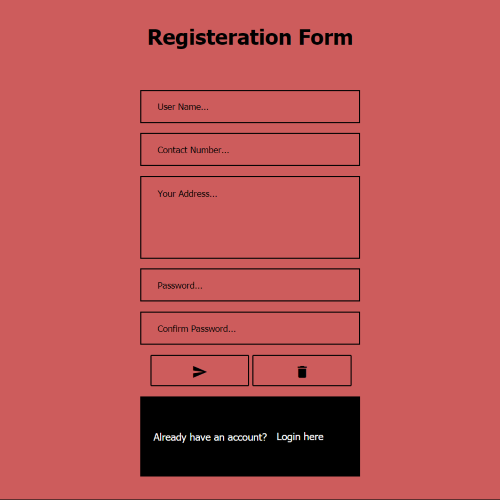 Registeration Form
User Name...
Contact Number...
Your Address...
Password...
Confirm Password...
Already have an account? Login here